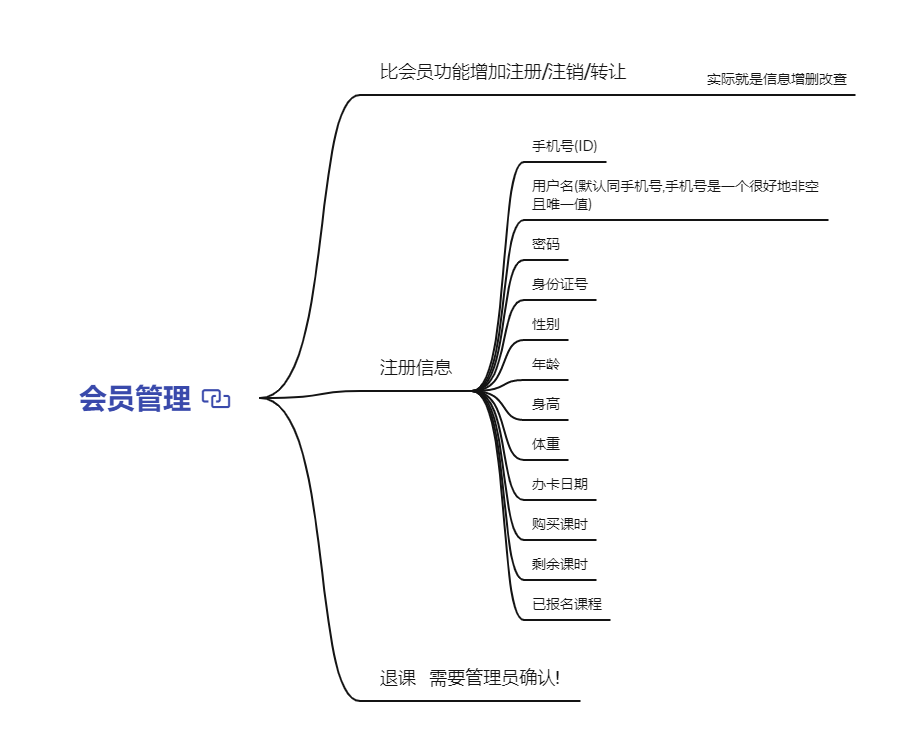 会员管理
比会员功能增加注册/注销/转让
实际就是信息增删改查
注册信息
手机号(ID)
用户名(默认同手机号,手机号是一个很好地非空
且唯一值)
密码
身份证号
性别
年龄
身高
体重
办卡日期
购买课时
剩余课时
已报名课程
退课 需要管理员确认!